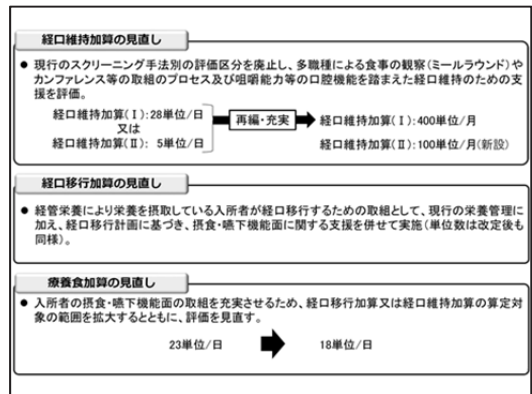 経口維持加算の見直し
● 現行のスクリーニング手法別の評価区分を廃止し、多職種による食事の観察(ミールラウンド)や
カンファレンス等の取組のプロセス及び咀嚼能力等の口腔機能を踏まえた経口維持のための支
援を評価。
経口維持加算(Ⅰ):28単位/日
又は
経口維持加算(Ⅱ): 5単位/日
再編・充実
経口維持加算(Ⅰ):400単位/月
経口維持加算(Ⅱ):100単位/月(新設)
経口移行加算の見直し
● 経管栄養により栄養を摂取している入所者が経口移行するための取組として、現行の栄養管理に
加え、経口移行計画に基づき、摂食・嚥下機能面に関する支援を併せて実施(単位数は改定後も
同様)。
療養食加算の見直し
● 入所者の摂食・嚥下機能面の取組を充実させるため、経口移行加算又は経口維持加算の算定対
象の範囲を拡大するとともに、評価を見直す。
23単位/日 18単位/日